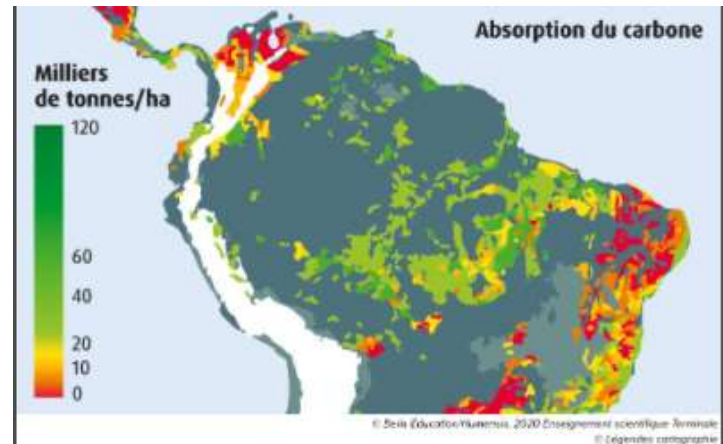 Absorption du carbone
Milliers
de tonnes/ha
120
60
40
20
10
0
© Belin Éducation/Humensis, 2020 Enseignement scientifique Terminale
© Légendes cartographie